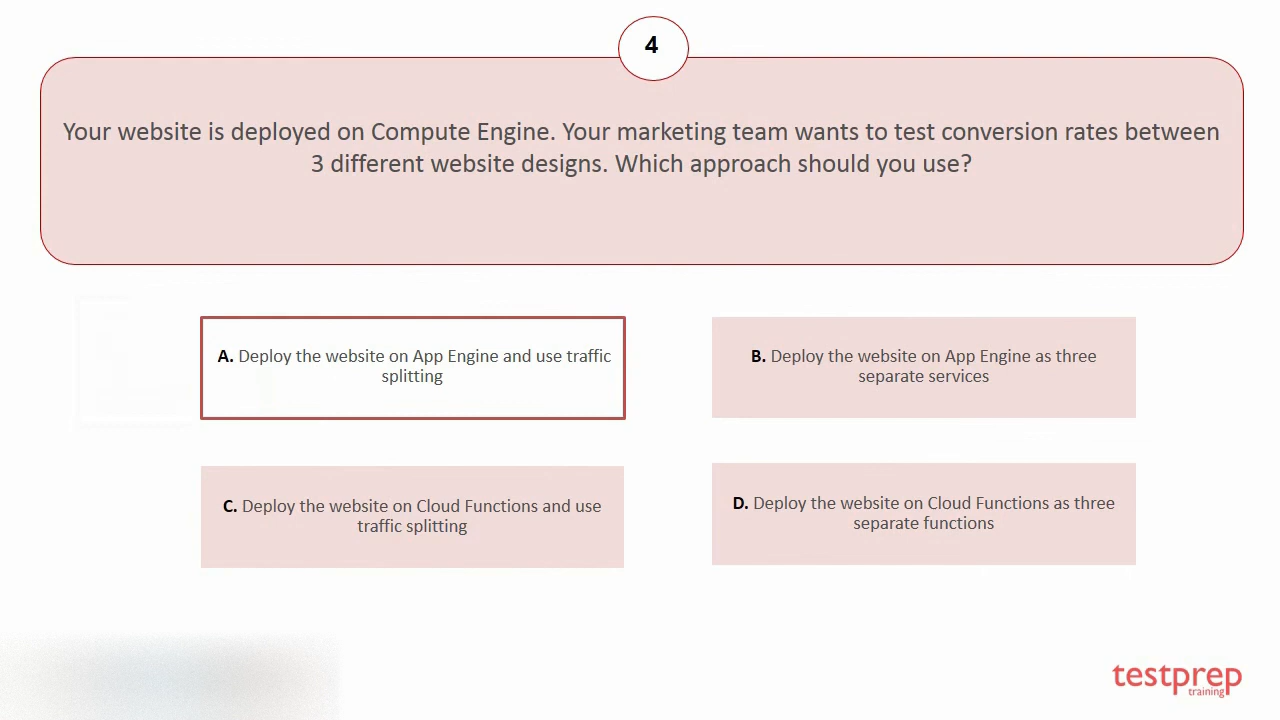 4
Your website is deployed on Compute Engine. Your marketing team wants to test conversion rates between
3 different website designs. Which approach should you use?
A. Deploy the website on App Engine and use traffic
splitting
B. Deploy the website on App Engine as three
separate services
C. Deploy the website on Cloud Functions and use
traffic splitting
D. Deploy the website on Cloud Functions as three
separate functions
testprep
training